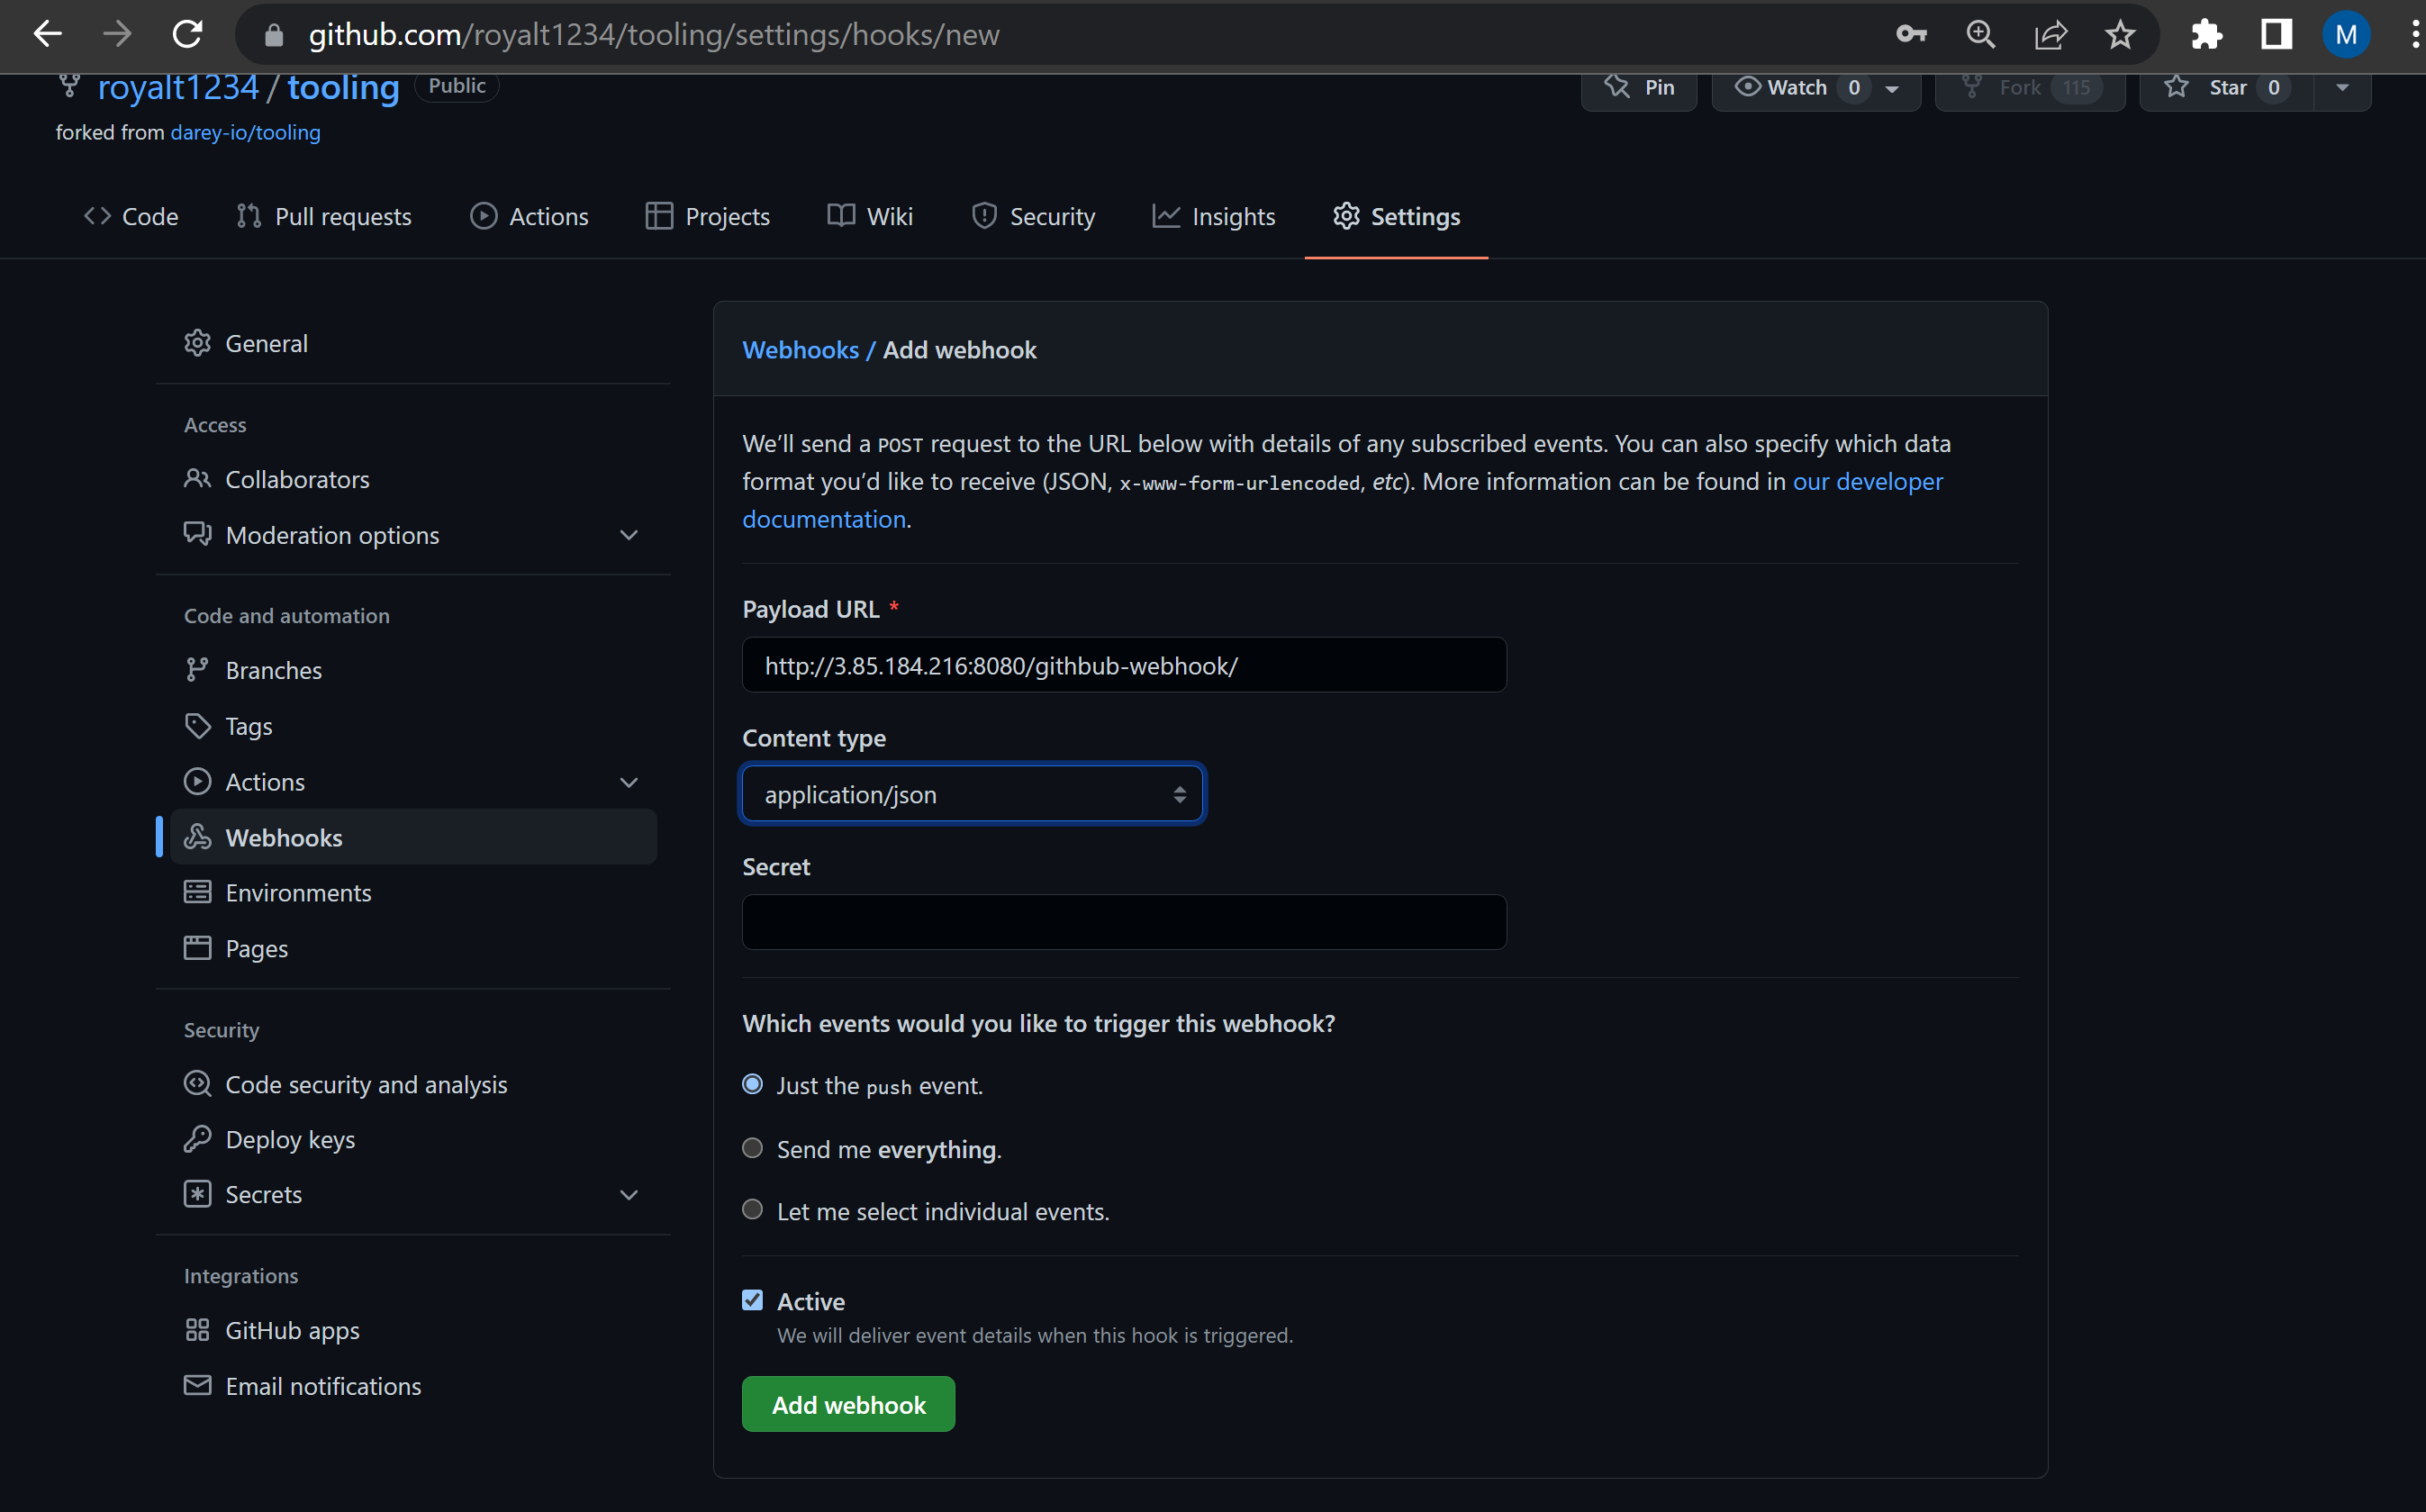 github.com/royalt1234/tooling/settings/hooks/new
M
royalt1234 / tooling Public
Pin
Watch 0
Fork 115
Star 0
forked from darey-io/tooling
Code
Pull requests
Actions
Projects
Wiki
Security
Insights
Settings
General
Access
Collaborators
Moderation options
Code and automation
Branches
Tags
Actions
Webhooks
Environments
Pages
Security
Code security and analysis
Deploy keys
Secrets
Integrations
GitHub apps
Email notifications
Webhooks / Add webhook
We’ll send a POST request to the URL below with details of any subscribed events. You can also specify which data
format you’d like to receive (JSON, x-www-form-urlencoded, etc). More information can be found in our developer
documentation.
Payload URL *
http://3.85.184.216:8080/githbub-webhook/
Content type
application/json
Secret
Which events would you like to trigger this webhook?
Just the push event.
Send me everything.
Let me select individual events.
Active
We will deliver event details when this hook is triggered.
Add webhook